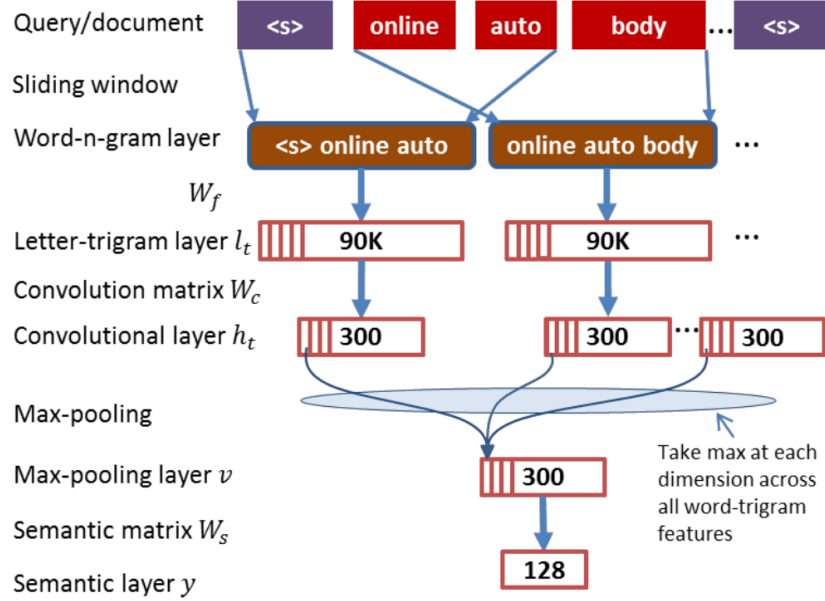 Query/document <s> online auto body ... <s>
Sliding window
Word-n-gram layer <s> online auto online auto body ...
W_f
Letter-trigram layer l_t 90K 90K ...
Convolution matrix W_c
Convolutional layer h_t 300 300 ... 300
Max-pooling
Take max at each
dimension across
all word-trigram
features
Max-pooling layer v 300
Semantic matrix W_s
Semantic layer y 128